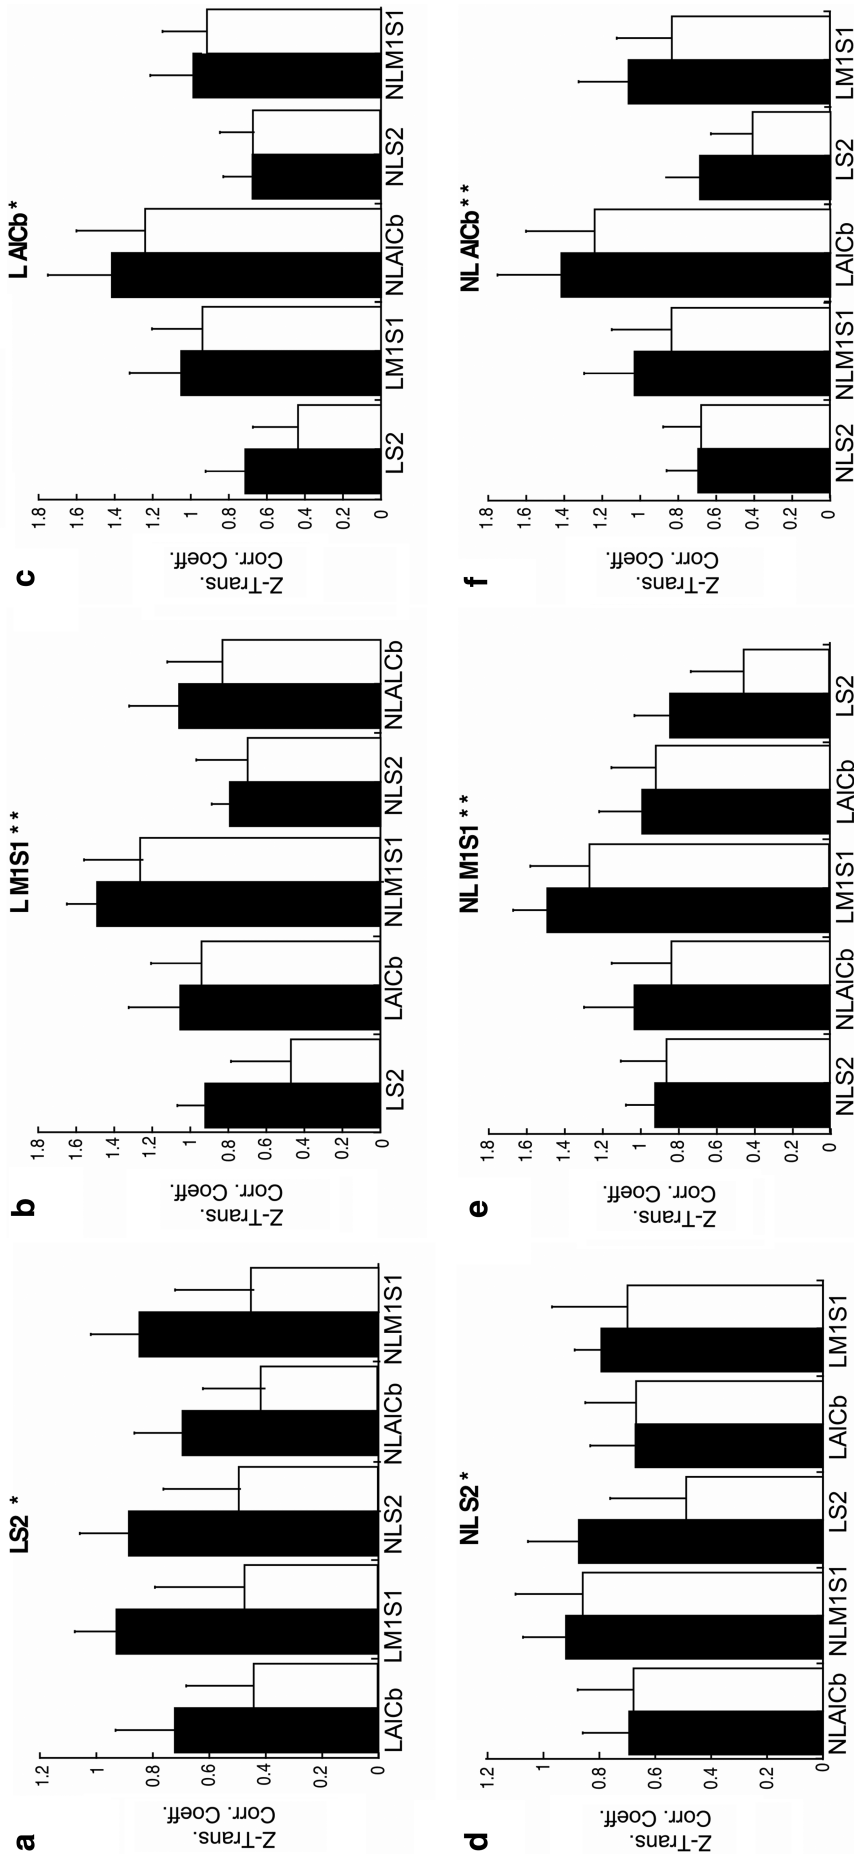 a
LS2 *
Z-Trans.
Corr. Coeff.
1.2
1
0.8
0.6
0.4
0.2
0
LAICb LM1S1 NLS2 NLAICb NLM1S1
b
L M1S1 * *
Z-Trans.
Corr. Coeff.
1.8
1.6
1.4
1.2
1
0.8
0.6
0.4
0.2
0
LS2 LAICb NLM1S1 NLS2 NLALCb
c
L AICb *
Z-Trans.
Corr. Coeff.
1.8
1.6
1.4
1.2
1
0.8
0.6
0.4
0.2
0
LS2 LM1S1 NLAICb NLS2 NLM1S1
d
NL S2 *
Z-Trans.
Corr. Coeff.
1.2
1
0.8
0.6
0.4
0.2
0
NLAICb NLM1S1 LS2 LAICb LM1S1
e
NL M1S1 * *
Z-Trans.
Corr. Coeff.
1.8
1.6
1.4
1.2
1
0.8
0.6
0.4
0.2
0
NLS2 NLAICb LM1S1 LAICb LS2
f
NL AICb * *
Z-Trans.
Corr. Coeff.
1.8
1.6
1.4
1.2
1
0.8
0.6
0.4
0.2
0
NLS2 NLM1S1 LAICb LS2 LM1S1